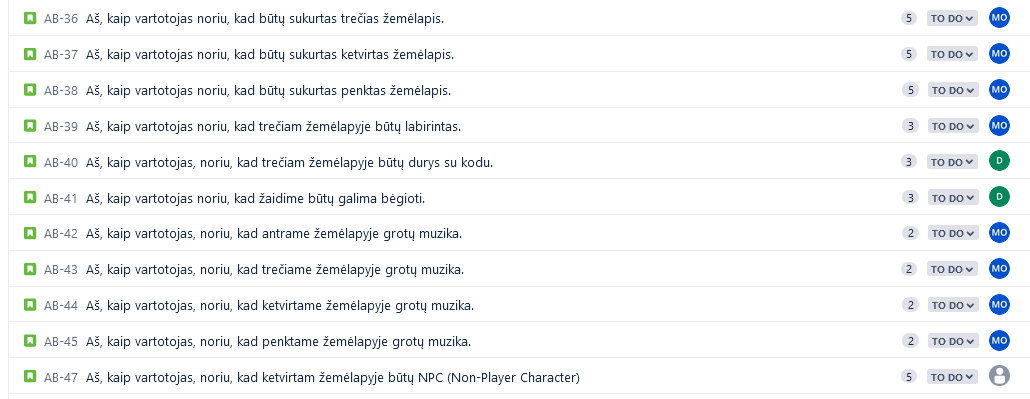 AB-36 Aš, kaip vartotojas noriu, kad būtų sukurtas trečias žemėlapis. 5 TO DO MO
AB-37 Aš, kaip vartotojas noriu, kad būtų sukurtas ketvirtas žemėlapis. 5 TO DO MO
AB-38 Aš, kaip vartotojas noriu, kad būtų sukurtas penktas žemėlapis. 5 TO DO MO
AB-39 Aš, kaip vartotojas noriu, kad trečiam žemėlapyje būtų labirintas. 3 TO DO MO
AB-40 Aš, kaip vartotojas, noriu, kad trečiam žemėlapyje būtų durys su kodu. 3 TO DO D
AB-41 Aš, kaip vartotojas noriu, kad žaidime būtų galima bėgioti. 3 TO DO D
AB-42 Aš, kaip vartotojas, noriu, kad antrame žemėlapyje grotų muzika. 2 TO DO MO
AB-43 Aš, kaip vartotojas, noriu, kad trečiame žemėlapyje grotų muzika. 2 TO DO MO
AB-44 Aš, kaip vartotojas, noriu, kad ketvirtame žemėlapyje grotų muzika. 2 TO DO MO
AB-45 Aš, kaip vartotojas, noriu, kad penktame žemėlapyje grotų muzika. 2 TO DO MO
AB-47 Aš, kaip vartotojas, noriu, kad ketvirtam žemėlapyje būtų NPC (Non-Player Character) 5 TO DO